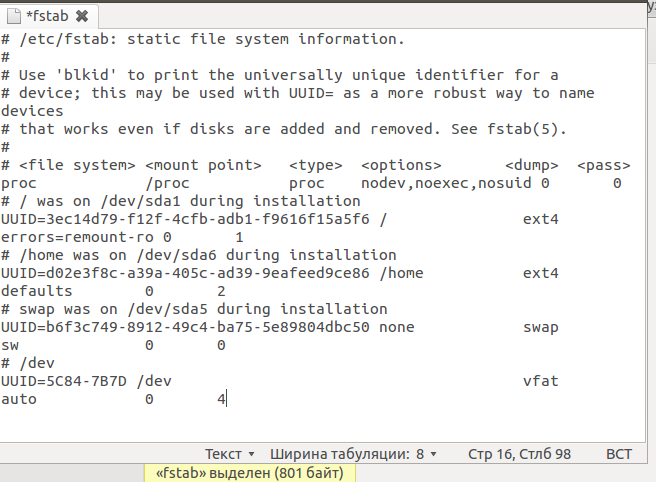 *fstab
# /etc/fstab: static file system information.
#
# Use 'blkid' to print the universally unique identifier for a
# device; this may be used with UUID= as a more robust way to name
devices
# that works even if disks are added and removed. See fstab(5).
#
# <file system> <mount point>   <type>  <options>       <dump>  <pass>
proc            /proc           proc    nodev,noexec,nosuid 0       0
# / was on /dev/sda1 during installation
UUID=3ec14d79-f12f-4cfb-adb1-f9616f15a5f6 /               ext4
errors=remount-ro 0       1
# /home was on /dev/sda6 during installation
UUID=d02e3f8c-a39a-405c-ad39-9eafeed9ce86 /home           ext4
defaults        0       2
# swap was on /dev/sda5 during installation
UUID=b6f3c749-8912-49c4-ba75-5e89804dbc50 none            swap
sw              0       0
# /dev
UUID=5C84-7B7D /dev                                       vfat
auto            0       4
Текст Ширина табуляции: 8 Стр 16, Стлб 98 ВСТ
«fstab» выделен (801 байт)